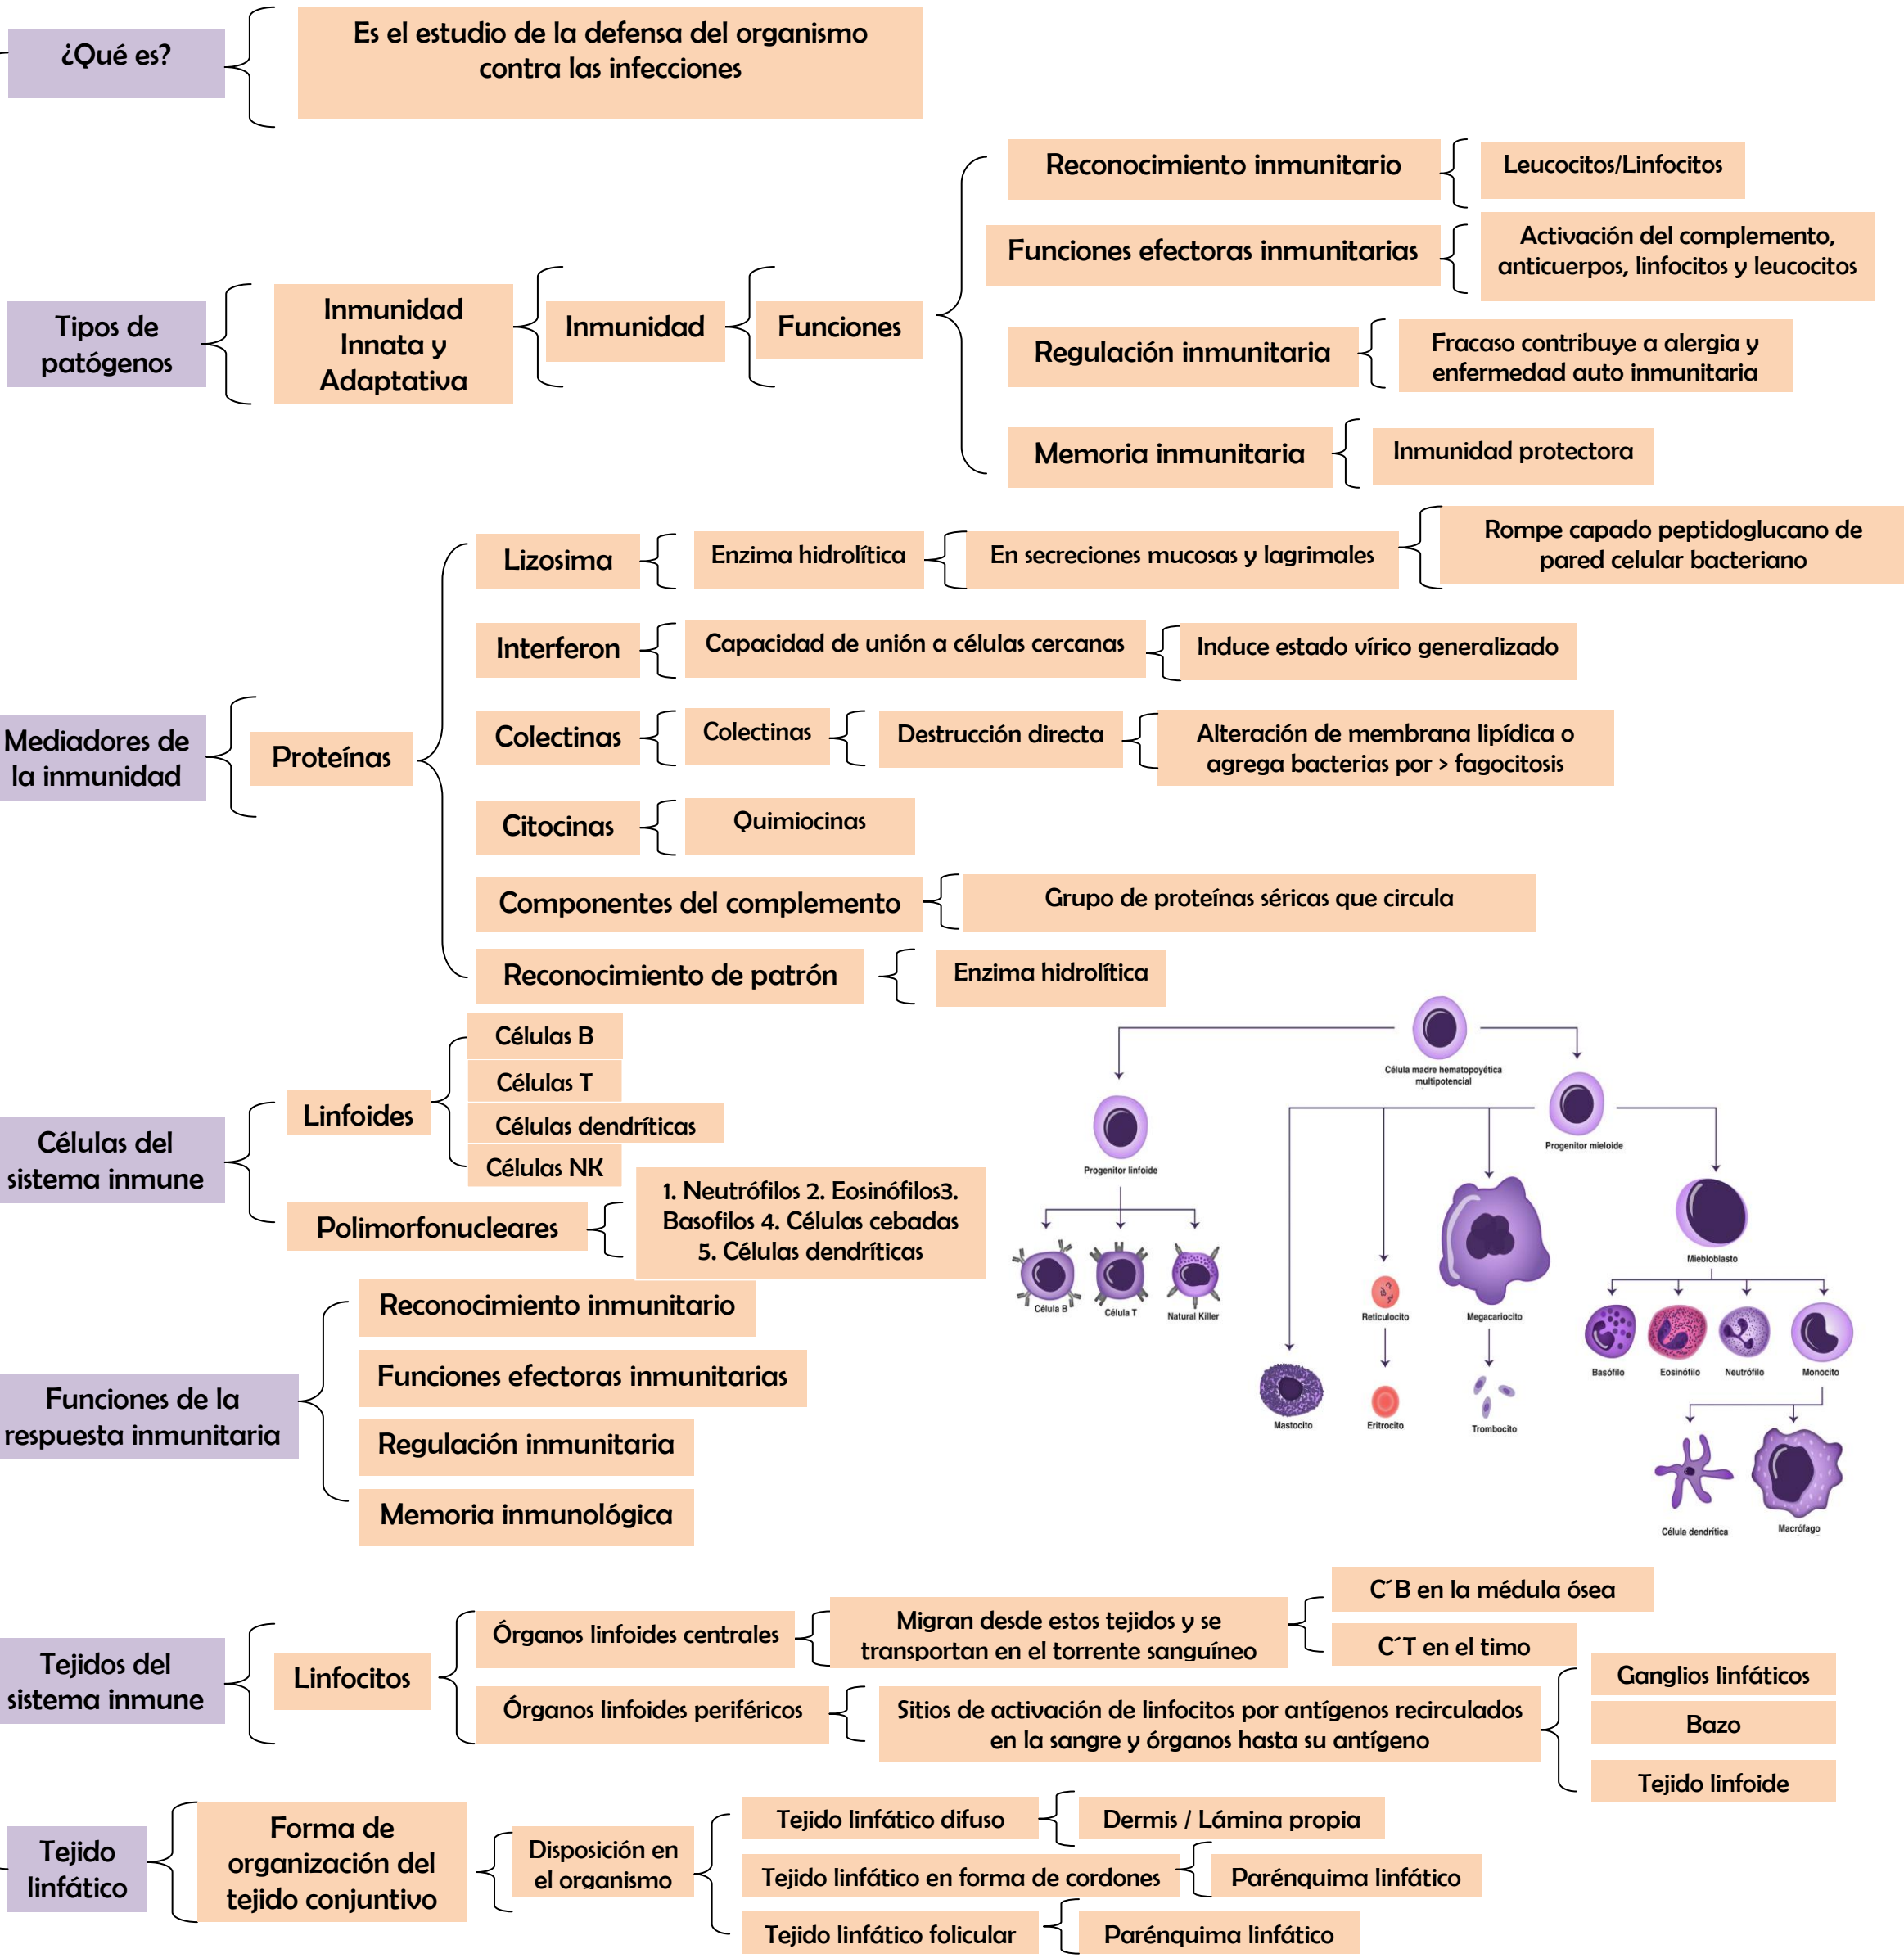 ¿Qué es?
Es el estudio de la defensa del organismo
contra las infecciones
Tipos de
patógenos
Inmunidad
Innata y
Adaptativa
Inmunidad
Funciones
Reconocimiento inmunitario
Leucocitos/Linfocitos
Funciones efectoras inmunitarias
Activación del complemento,
anticuerpos, linfocitos y leucocitos
Regulación inmunitaria
Fracaso contribuye a alergia y
enfermedad auto inmunitaria
Memoria inmunitaria
Inmunidad protectora
Mediadores de
la inmunidad
Proteínas
Lizosima
Enzima hidrolítica
En secreciones mucosas y lagrimales
Rompe capado peptidoglucano de
pared celular bacteriano
Interferon
Capacidad de unión a células cercanas
Induce estado vírico generalizado
Colectinas
Colectinas
Destrucción directa
Alteración de membrana lipídica o
agrega bacterias por > fagocitosis
Citocinas
Quimiocinas
Componentes del complemento
Grupo de proteínas séricas que circula
Reconocimiento de patrón
Enzima hidrolítica
Células del
sistema inmune
Linfoides
Células B
Células T
Células dendríticas
Células NK
Polimorfonucleares
1. Neutrófilos 2. Eosinófilos3.
Basofilos 4. Células cebadas
5. Células dendríticas
Célula madre hematopoyética
multipotencial
Progenitor linfoide
Progenitor mieloide
Célula B
Célula T
Natural Killer
Reticulocito
Megacariocito
Miebloblasto
Basófilo
Eosinófilo
Neutrófilo
Monocito
Mastocito
Eritrocito
Trombocito
Célula dendrítica
Macrófago
Funciones de la
respuesta inmunitaria
Reconocimiento inmunitario
Funciones efectoras inmunitarias
Regulación inmunitaria
Memoria inmunológica
Tejidos del
sistema inmune
Linfocitos
Órganos linfoides centrales
Migran desde estos tejidos y se
transportan en el torrente sanguíneo
C´B en la médula ósea
C´T en el timo
Órganos linfoides periféricos
Sitios de activación de linfocitos por antígenos recirculados
en la sangre y órganos hasta su antígeno
Ganglios linfáticos
Bazo
Tejido linfoide
Tejido
linfático
Forma de
organización del
tejido conjuntivo
Disposición en
el organismo
Tejido linfático difuso
Dermis / Lámina propia
Tejido linfático en forma de cordones
Parénquima linfático
Tejido linfático folicular
Parénquima linfático